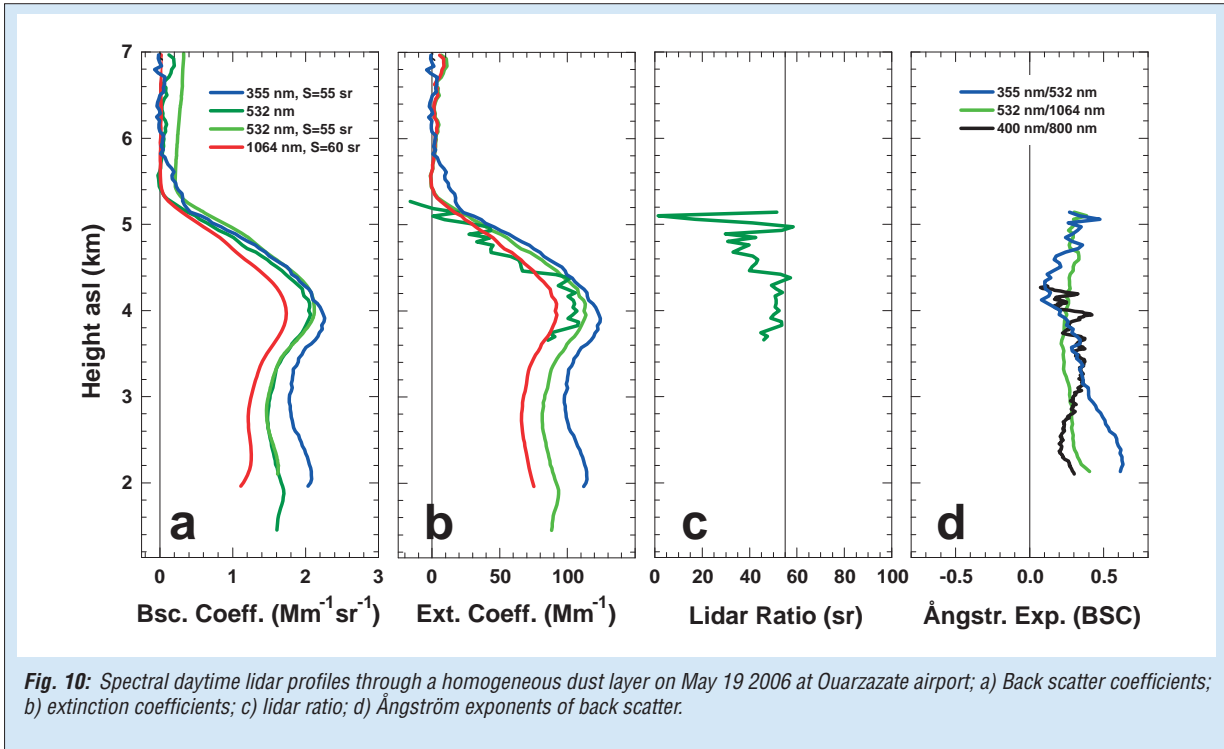 7
6
5
4
3
2
Height asl (km)
355 nm, S=55 sr
532 nm
532 nm, S=55 sr
1064 nm, S=60 sr
a
0 1 2 3
Bsc. Coeff. (Mm⁻¹sr⁻¹)
b
0 100
Ext. Coeff. (Mm⁻¹)
c
0 20 40 60 80 100
Lidar Ratio (sr)
355 nm/532 nm
532 nm/1064 nm
400 nm/800 nm
d
-0.5 0.0 0.5
Ångstr. Exp. (BSC)
Fig. 10: Spectral daytime lidar profiles through a homogeneous dust layer on May 19 2006 at Ouarzazate airport; a) Back scatter coefficients;
b) extinction coefficients; c) lidar ratio; d) Ångström exponents of back scatter.